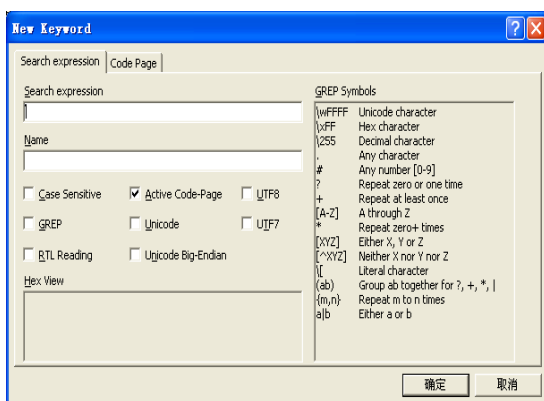 New Keyword
Search expression Code Page
Search expression
Name
Case Sensitive Active Code-Page UTF8
GREP Unicode UTF7
RTL Reading Unicode Big-Endian
Hex View
GREP Symbols
\wFFFF Unicode character
\xFF Hex character
\255 Decimal character
. Any character
# Any number [0-9]
? Repeat zero or one time
+ Repeat at least once
[A-Z] A through Z
* Repeat zero+ times
[XYZ] Either X, Y or Z
[^XYZ] Neither X nor Y nor Z
\[ Literal character
(ab) Group ab together for ?, +, *, |
{m,n} Repeat m to n times
a|b Either a or b
确定 取消